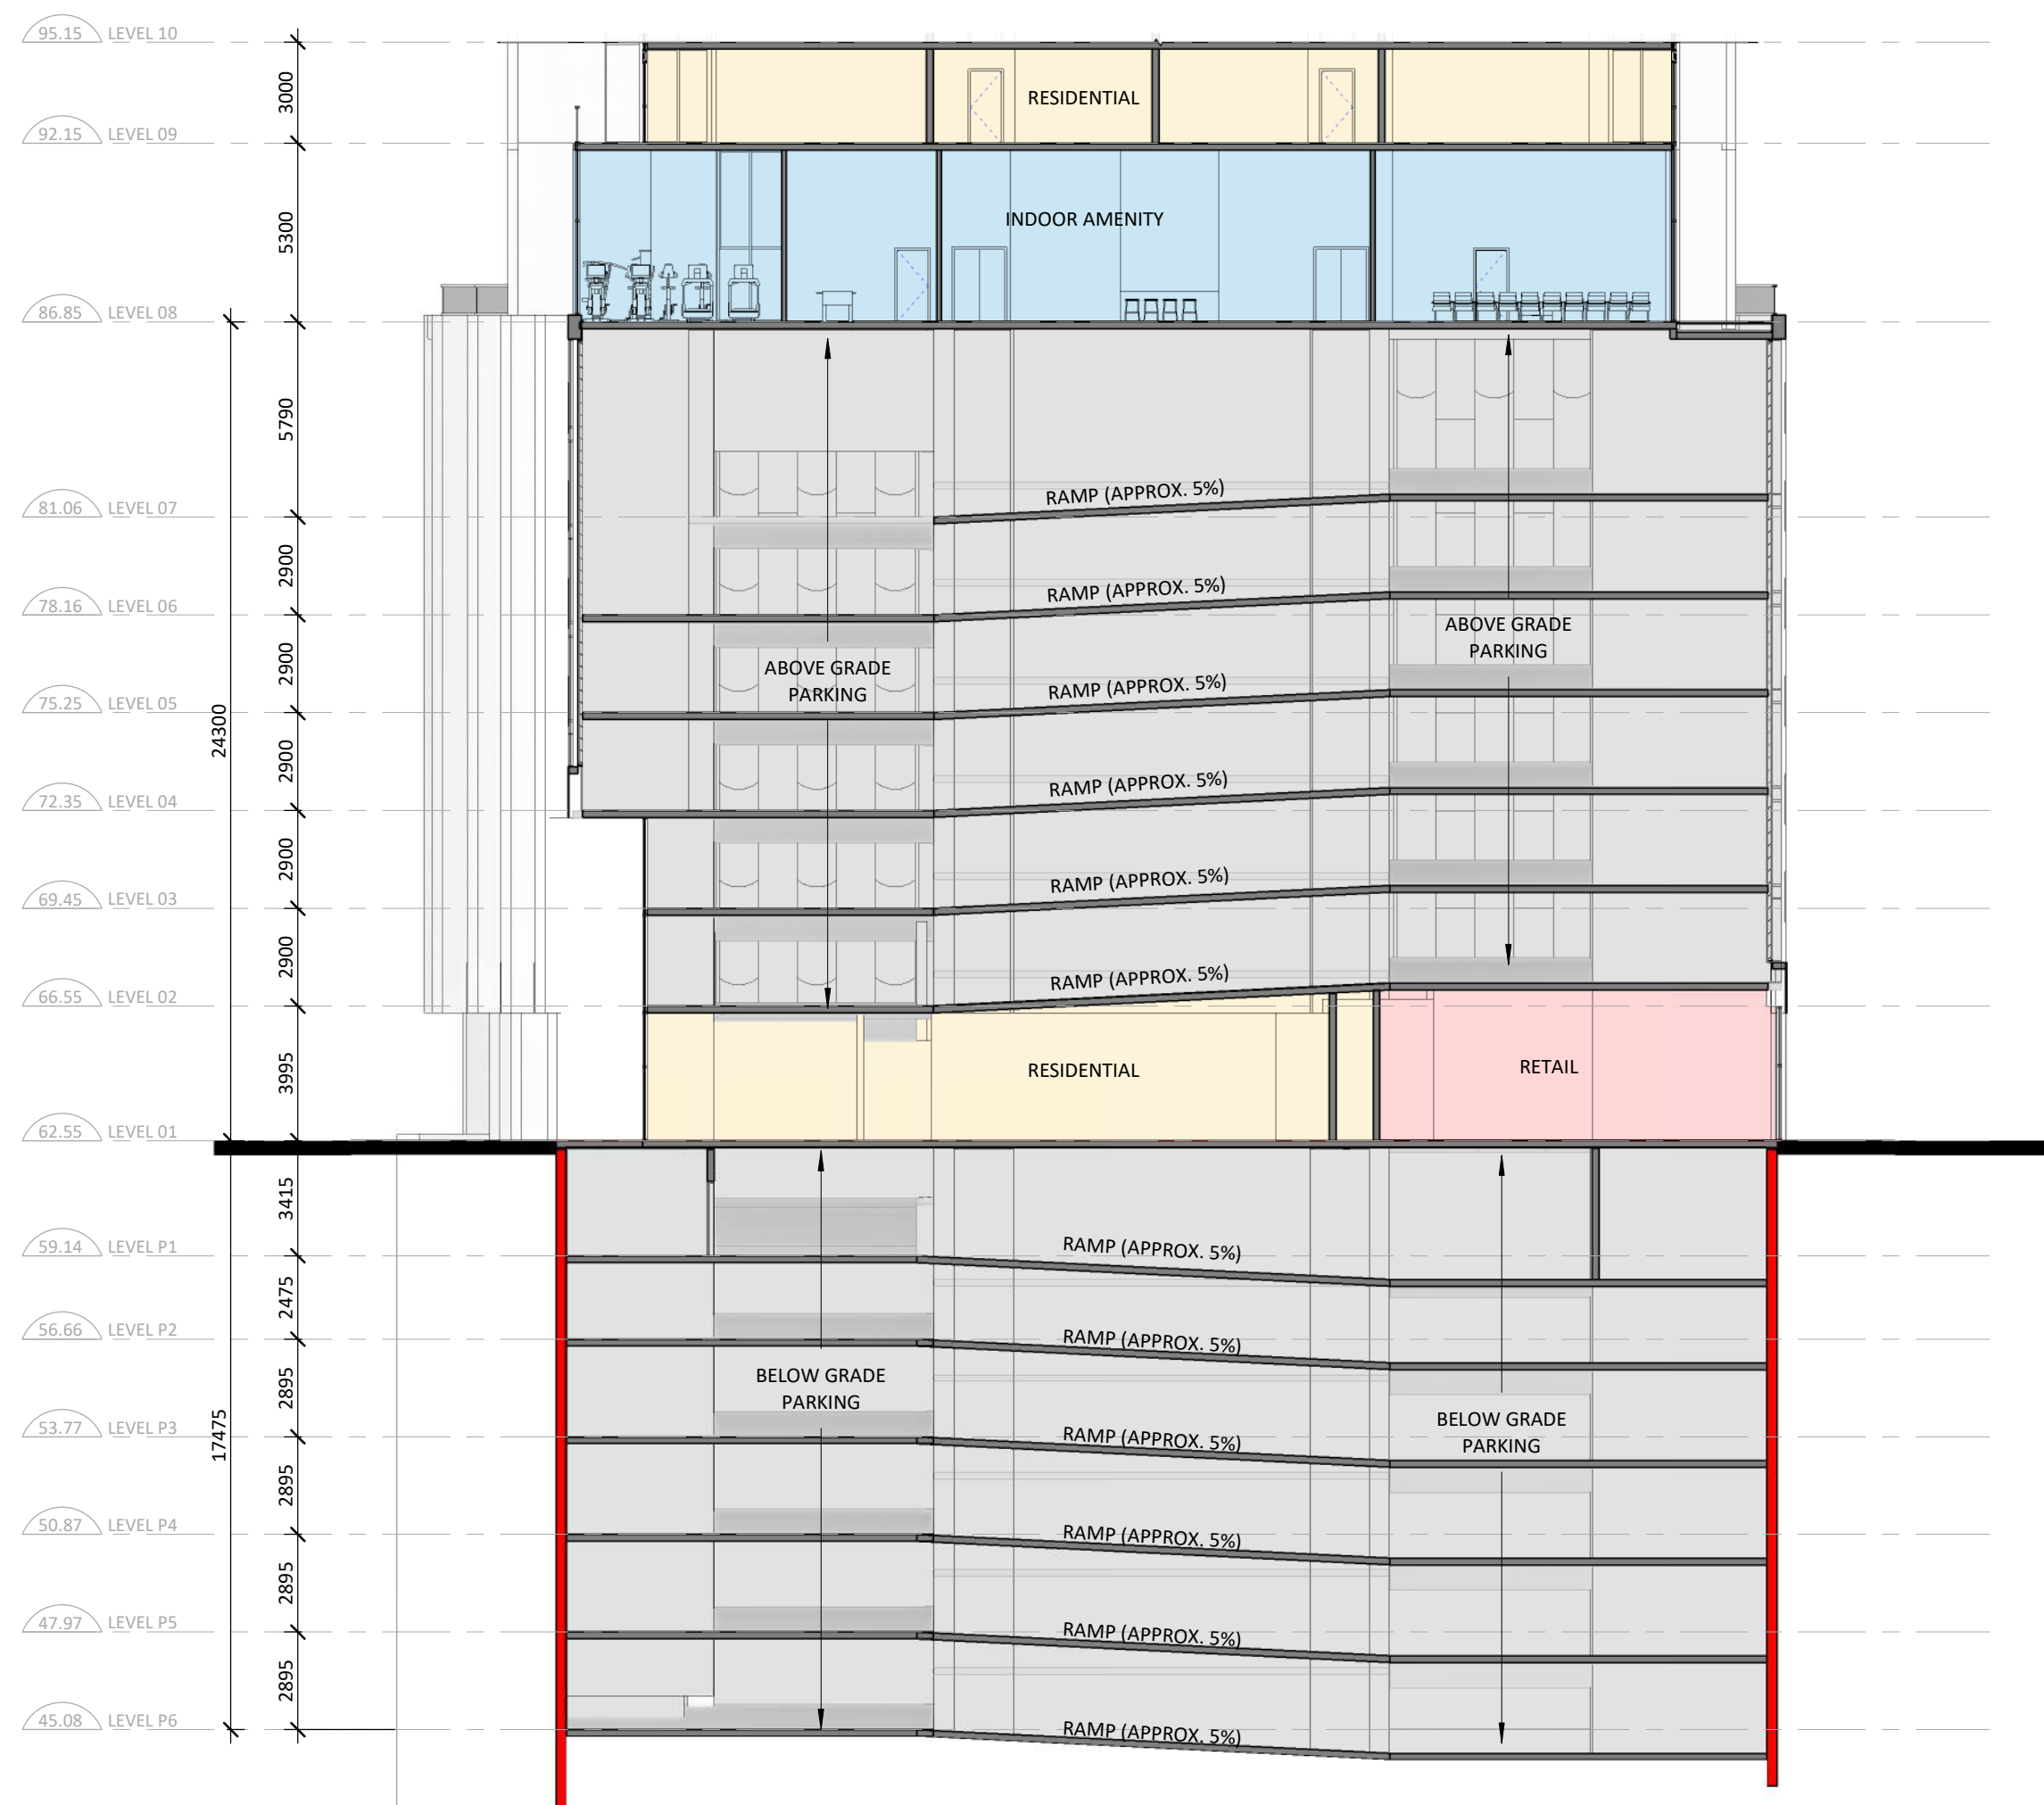 95.15 LEVEL 10
3000
RESIDENTIAL
92.15 LEVEL 09
5300
INDOOR AMENITY
86.85 LEVEL 08
5790
RAMP (APPROX. 5%)
81.06 LEVEL 07
2900
RAMP (APPROX. 5%)
78.16 LEVEL 06
ABOVE GRADE
PARKING
2900
ABOVE GRADE
PARKING
RAMP (APPROX. 5%)
75.25 LEVEL 05
24300
2900
RAMP (APPROX. 5%)
72.35 LEVEL 04
2900
RAMP (APPROX. 5%)
69.45 LEVEL 03
2900
RAMP (APPROX. 5%)
66.55 LEVEL 02
3995
RESIDENTIAL
RETAIL
62.55 LEVEL 01
3415
RAMP (APPROX. 5%)
59.14 LEVEL P1
2475
RAMP (APPROX. 5%)
56.66 LEVEL P2
2895
BELOW GRADE
PARKING
BELOW GRADE
PARKING
17475
RAMP (APPROX. 5%)
53.77 LEVEL P3
2895
RAMP (APPROX. 5%)
50.87 LEVEL P4
2895
RAMP (APPROX. 5%)
47.97 LEVEL P5
2895
RAMP (APPROX. 5%)
45.08 LEVEL P6